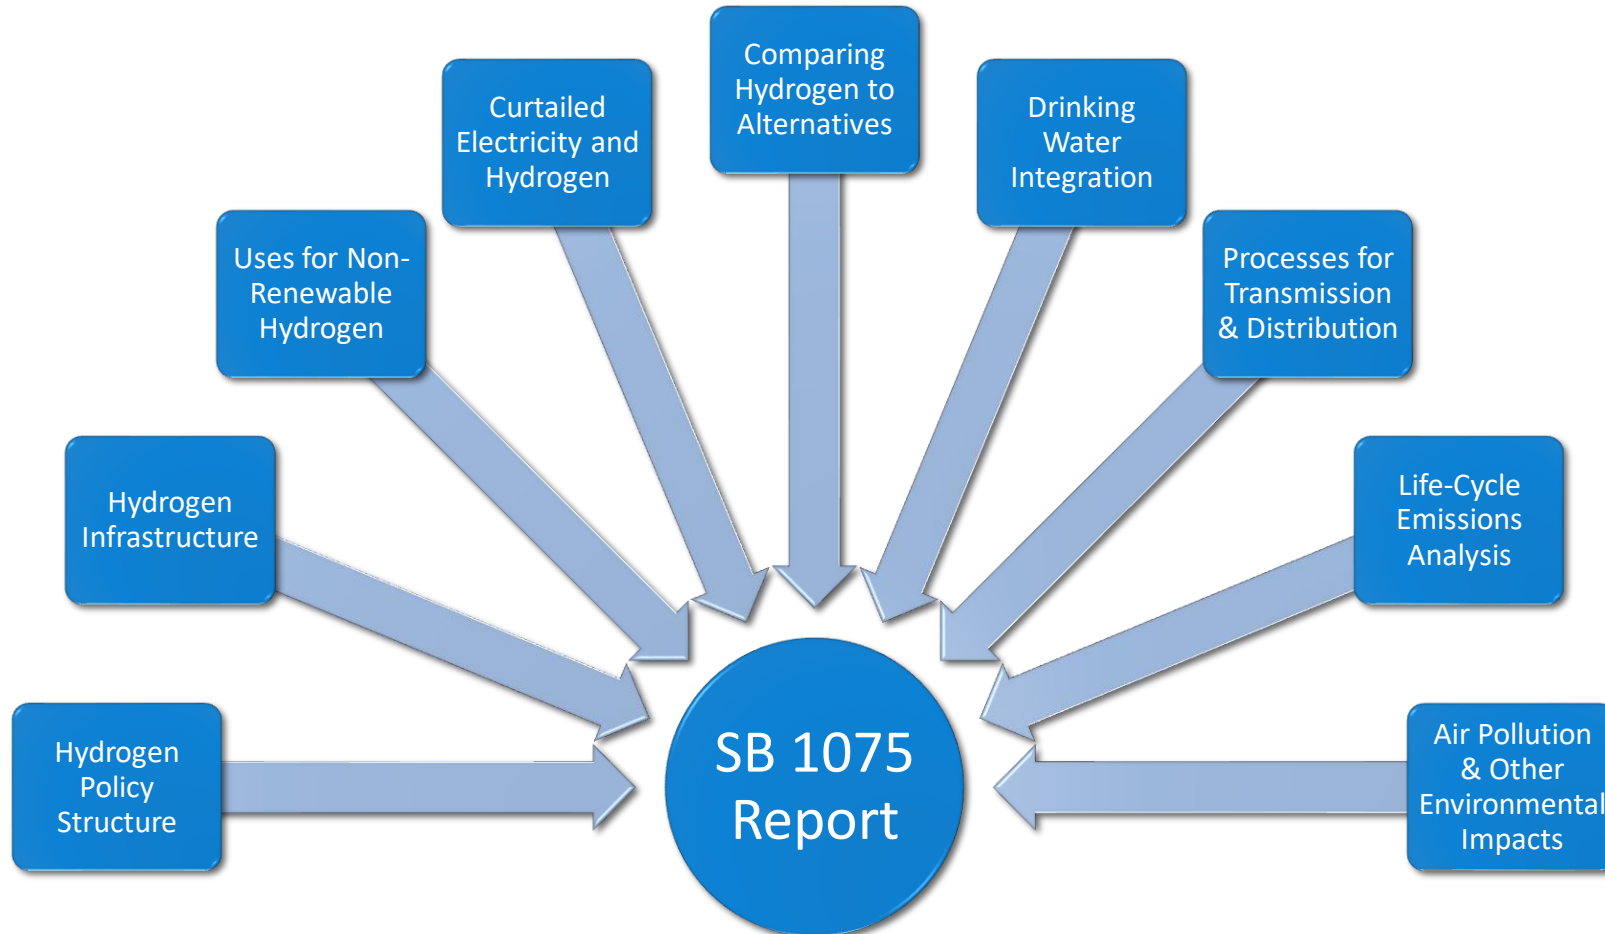 Comparing
Hydrogen to
Alternatives
Curtailed
Electricity and
Hydrogen
Drinking
Water
Integration
Uses for Non-
Renewable
Hydrogen
Processes for
Transmission
& Distribution
Hydrogen
Infrastructure
Life-Cycle
Emissions
Analysis
Hydrogen
Policy
Structure
SB 1075
Report
Air Pollution
& Other
Environmental
Impacts